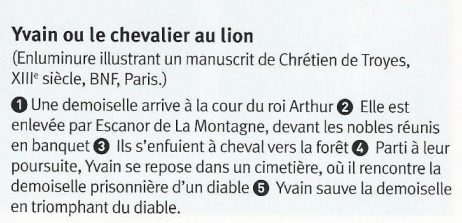 Yvain ou le chevalier au lion
(Enluminure illustrant un manuscrit de Chrétien de Troyes,
XIIIe siècle, BNF, Paris.)
❶ Une demoiselle arrive à la cour du roi Arthur ❷ Elle est
enlevée par Escanor de La Montagne, devant les nobles réunis
en banquet ❸ Ils s’enfuient à cheval vers la forêt ❹ Parti à leur
poursuite, Yvain se repose dans un cimetière, où il rencontre la
demoiselle prisonnière d’un diable ❺ Yvain sauve la demoiselle
en triomphant du diable.